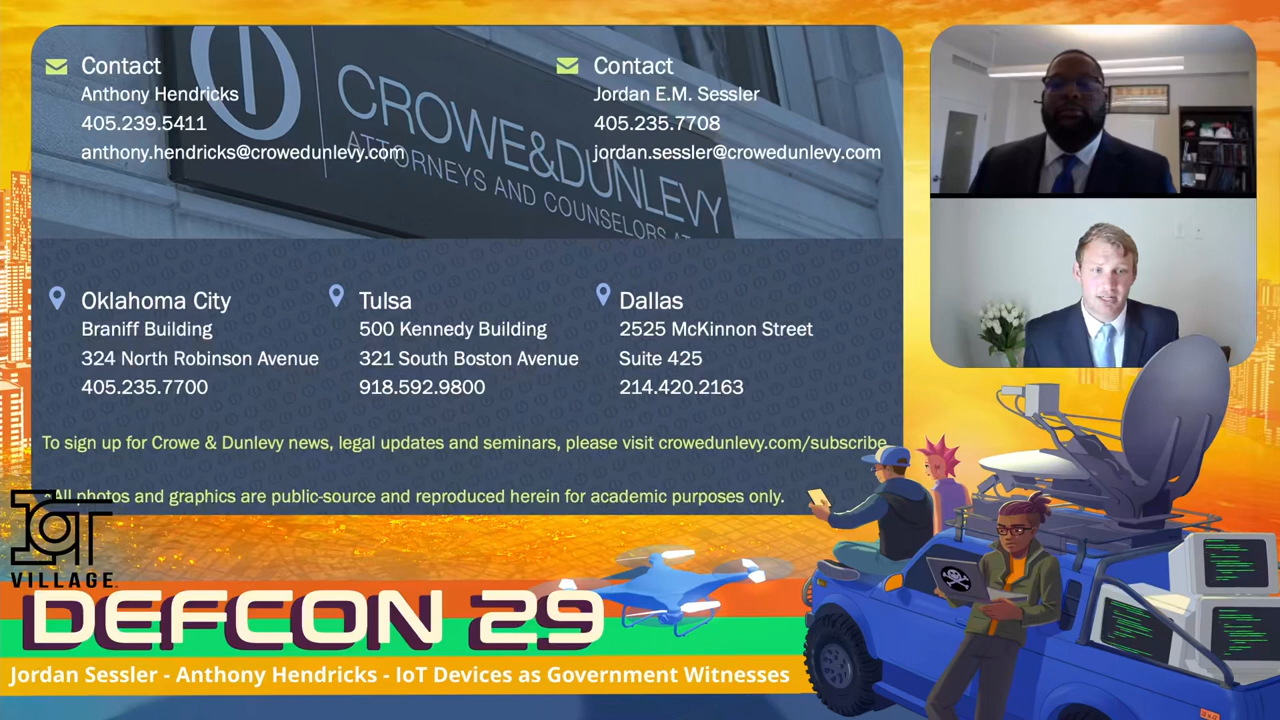 Contact
Anthony Hendricks
405.239.5411
anthony.hendricks@crowedunlevy.com
Contact
Jordan E.M. Sessler
405.235.7708
jordan.sessler@crowedunlevy.com
CROWE&DUNLEVY
ATTORNEYS AND COUNSELORS AT
Oklahoma City
Braniff Building
324 North Robinson Avenue
405.235.7700
Tulsa
500 Kennedy Building
321 South Boston Avenue
918.592.9800
Dallas
2525 McKinnon Street
Suite 425
214.420.2163
To sign up for Crowe & Dunlevy news, legal updates and seminars, please visit crowedunlevy.com/subscribe
*All photos and graphics are public-source and reproduced herein for academic purposes only.
IoT
VILLAGE
DEFCON 29
Jordan Sessler - Anthony Hendricks - IoT Devices as Government Witnesses